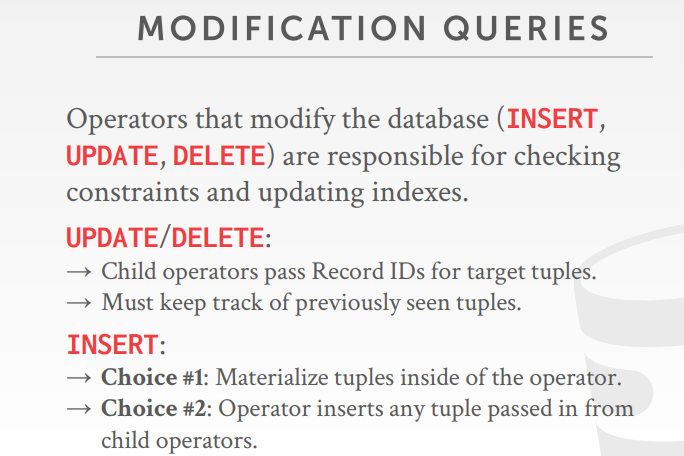 MODIFICATION QUERIES
Operators that modify the database (INSERT,
UPDATE, DELETE) are responsible for checking
constraints and updating indexes.
UPDATE/DELETE:
→ Child operators pass Record IDs for target tuples.
→ Must keep track of previously seen tuples.
INSERT:
→ Choice #1: Materialize tuples inside of the operator.
→ Choice #2: Operator inserts any tuple passed in from
child operators.